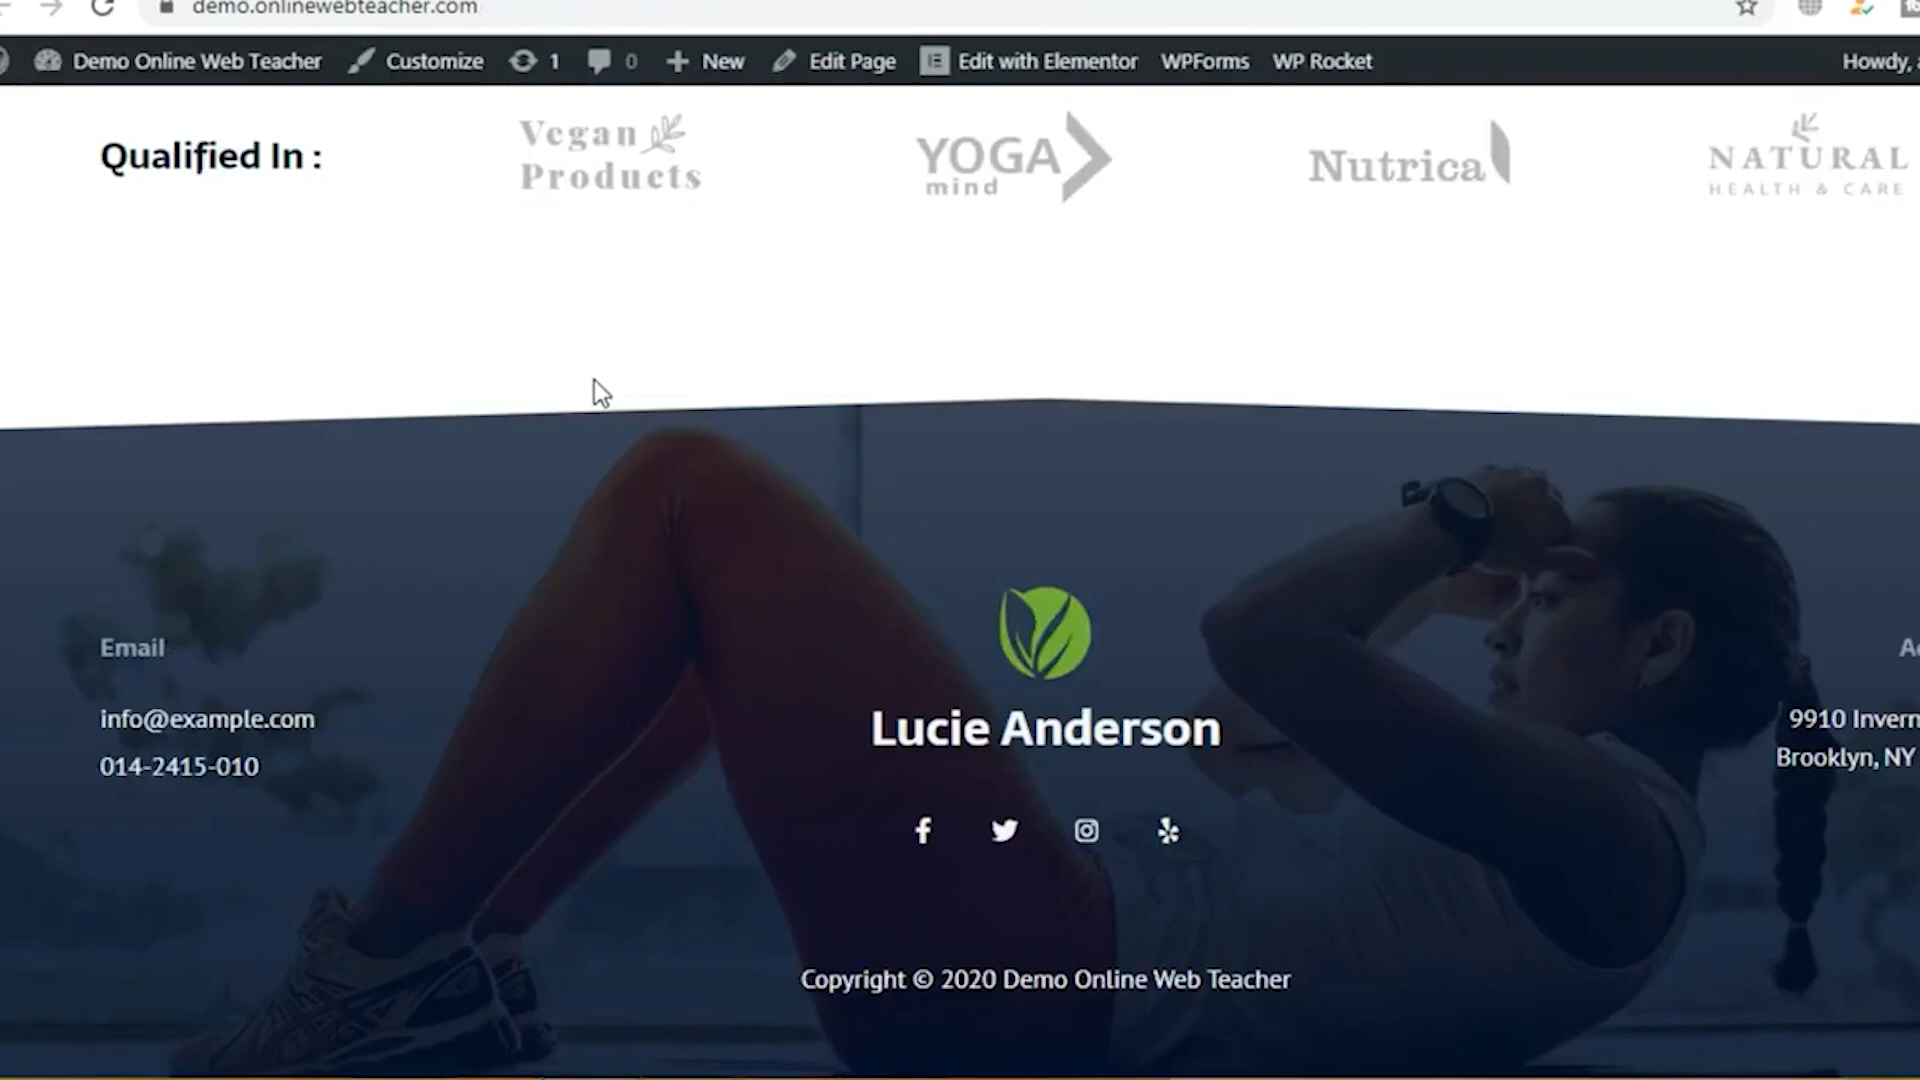 demo.onlinewebteacher.com
Demo Online Web Teacher Customize 1 0 New Edit Page Edit with Elementor WPForms WP Rocket Howdy,
Qualified In :
Vegan
Products
YOGA
mind
Nutrica
NATURAL
HEALTH & CARE
Email
info@example.com
014-2415-010
Lucie Anderson
9910 Invern
Brooklyn, NY
Copyright © 2020 Demo Online Web Teacher